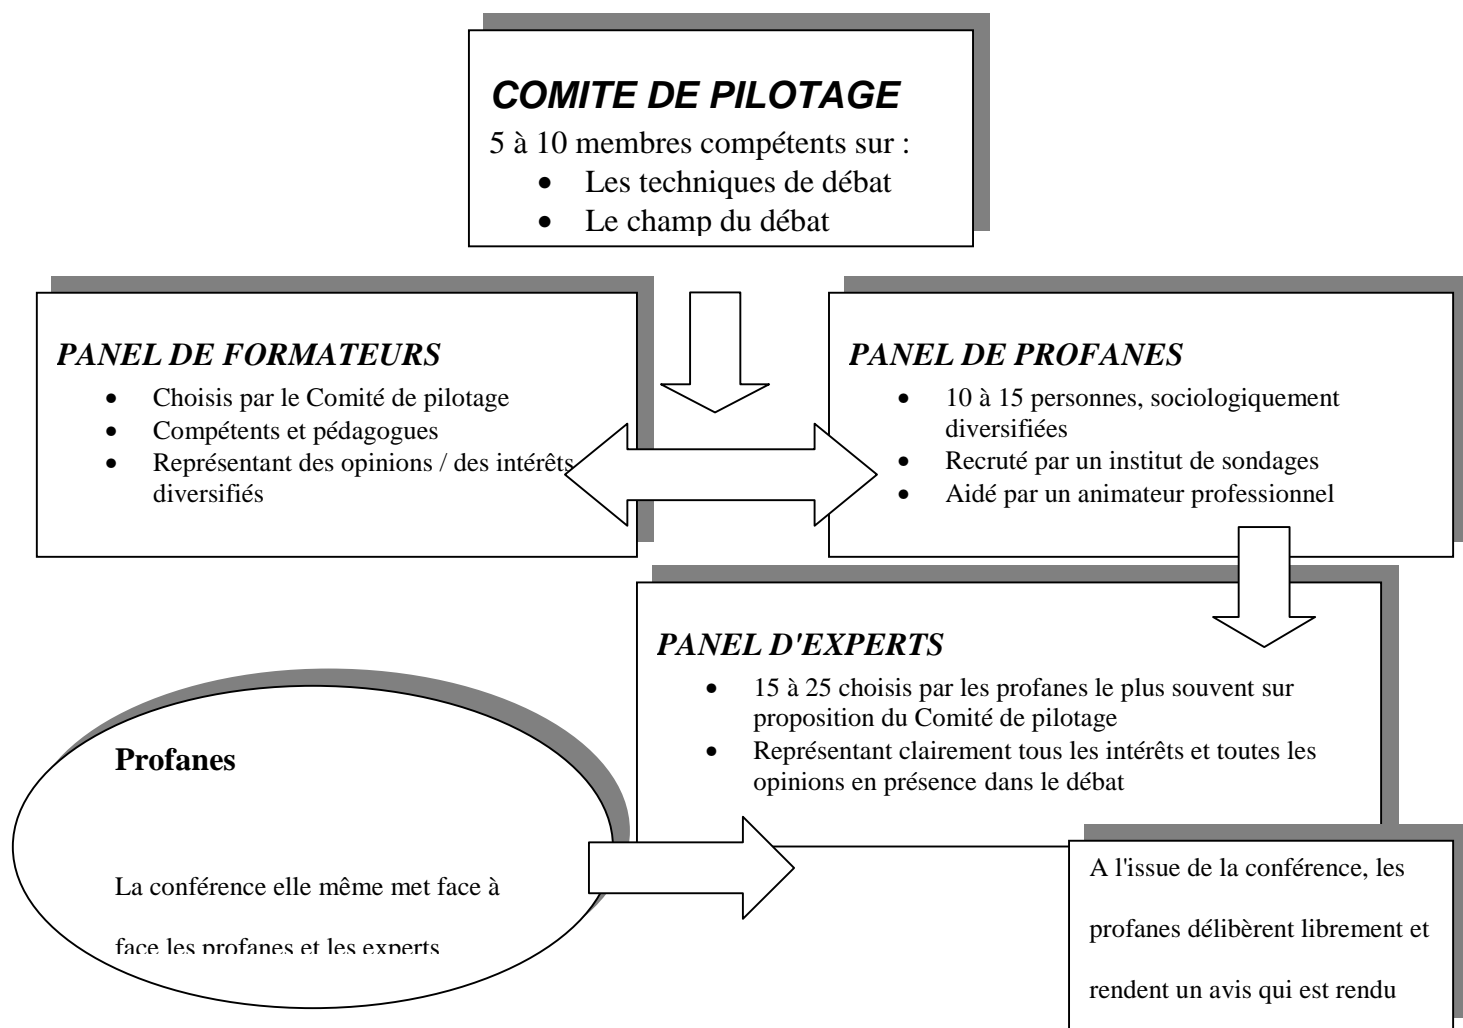 COMITE DE PILOTAGE
5 à 10 membres compétents sur :
• Les techniques de débat
• Le champ du débat
PANEL DE FORMATEURS
• Choisis par le Comité de pilotage
• Compétents et pédagogues
• Représentant des opinions / des intérêts
diversifiés
PANEL DE PROFANES
• 10 à 15 personnes, sociologiquement
diversifiées
• Recruté par un institut de sondages
• Aidé par un animateur professionnel
PANEL D'EXPERTS
• 15 à 25 choisis par les profanes le plus souvent sur
proposition du Comité de pilotage
• Représentant clairement tous les intérêts et toutes les
opinions en présence dans le débat
Profanes
La conférence elle même met face à
face les profanes et les experts
A l'issue de la conférence, les
profanes délibèrent librement et
rendent un avis qui est rendu